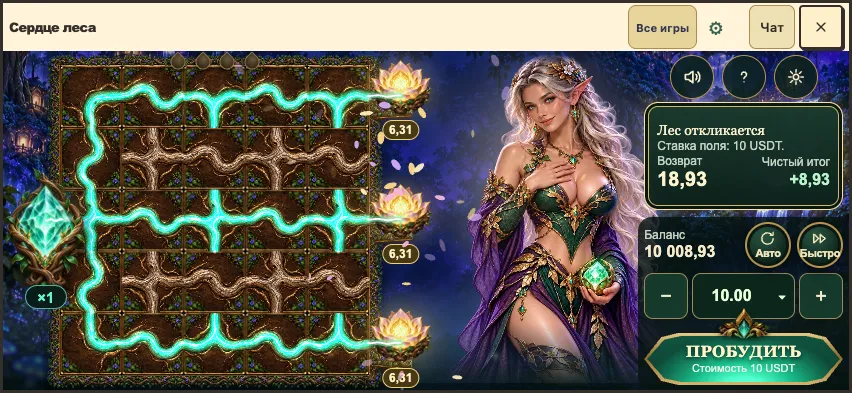 Сердце леса
Все игры
Чат
×
?
6,31
Лес откликается
Ставка поля: 10 USDT.
Возврат
Чистый итог
18,93
+8,93
6,31
Баланс
10 008,93
Авто
Быстро
×1
−
10.00
+
6,31
ПРОБУДИТЬ
Стоимость 10 USDT